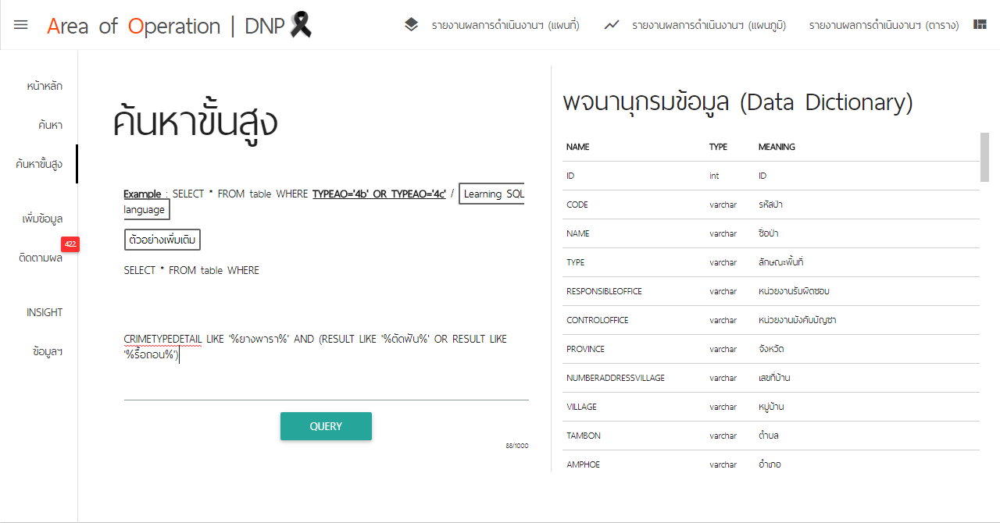 Area of Operation | DNP
รายงานผลการดำเนินงานฯ (แผนที่)
รายงานผลการดำเนินงานฯ (แผนภูมิ)
รายงานผลการดำเนินงานฯ (ตาราง)
หน้าหลัก
ค้นหา
ค้นหาขั้นสูง
เพิ่มข้อมูล
422
ติดตามผล
INSIGHT
ข้อมูลฯ
ค้นหาขั้นสูง
Example : SELECT * FROM table WHERE TYPEAO='4b' OR TYPEAO='4c' / Learning SQL
language
ตัวอย่างเพิ่มเติม
SELECT * FROM table WHERE
CRIMETYPEDETAIL LIKE '%ยางพารา%' AND (RESULT LIKE '%ตัดฟัน%' OR RESULT LIKE
'%รื้อถอน%')
QUERY
88/1000
พจนานุกรมข้อมูล (Data Dictionary)
NAME TYPE MEANING
ID int ID
CODE varchar รหัสป่า
NAME varchar ชื่อป่า
TYPE varchar ลักษณะพื้นที่
RESPONSIBLEOFFICE varchar หน่วยงานรับผิดชอบ
CONTROLOFFICE varchar หน่วยงานบังคับบัญชา
PROVINCE varchar จังหวัด
NUMBERADDRESSVILLAGE varchar เลขที่บ้าน
VILLAGE varchar หมู่บ้าน
TAMBON varchar ตำบล
AMPHOE varchar อำเภอ